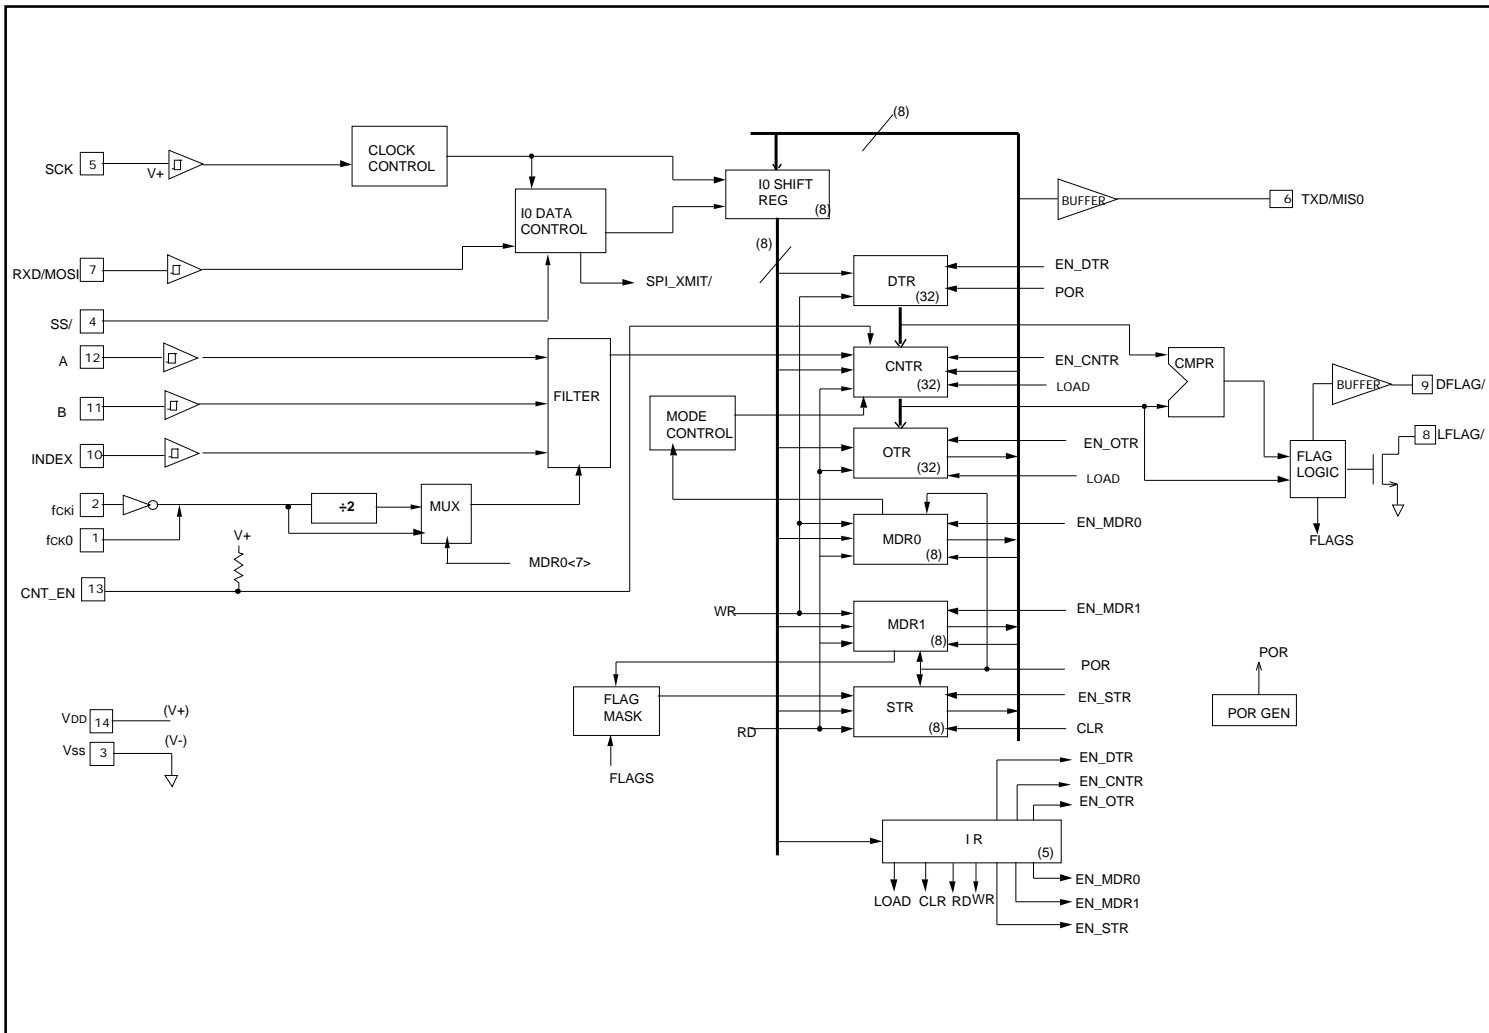 (8)
SCK
5
V+
CLOCK
CONTROL
I0 SHIFT
REG
(8)
BUFFER
6
TXD/MIS0
I0 DATA
CONTROL
RXD/MOSI
7
SPI_XMIT/
(8)
DTR
(32)
EN_DTR
POR
SS/
4
A
12
B
11
INDEX
10
FILTER
CNTR
(32)
EN_CNTR
LOAD
CMPR
BUFFER
9
DFLAG/
MODE
CONTROL
OTR
(32)
EN_OTR
LOAD
FLAG
LOGIC
8
LFLAG/
FLAGS
fCKi
2
fCK0
1
÷2
MUX
MDR0<7>
V+
CNT_EN
13
MDR0
(8)
EN_MDR0
WR
MDR1
(8)
EN_MDR1
POR
FLAG
MASK
FLAGS
STR
(8)
EN_STR
RD
CLR
POR
POR GEN
VDD
14
(V+)
Vss
3
(V-)
EN_DTR
EN_CNTR
EN_OTR
I R
(5)
LOAD
CLR
RD
WR
EN_MDR0
EN_MDR1
EN_STR